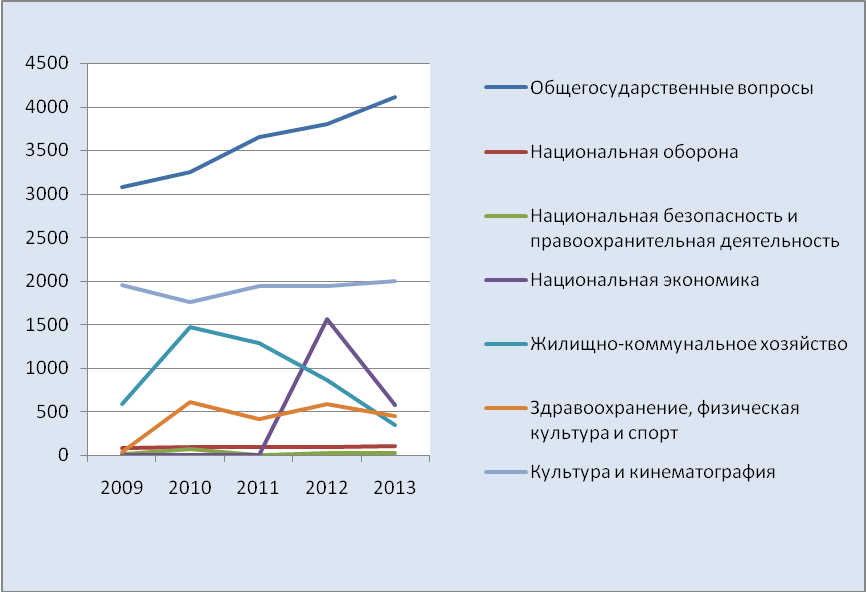 4500
4000
3500
3000
2500
2000
1500
1000
500
0
2009 2010 2011 2012 2013
Общегосударственные вопросы
Национальная оборона
Национальная безопасность и
правоохранительная деятельность
Национальная экономика
Жилищно-коммунальное хозяйство
Здравоохранение, физическая
культура и спорт
Культура и кинематография